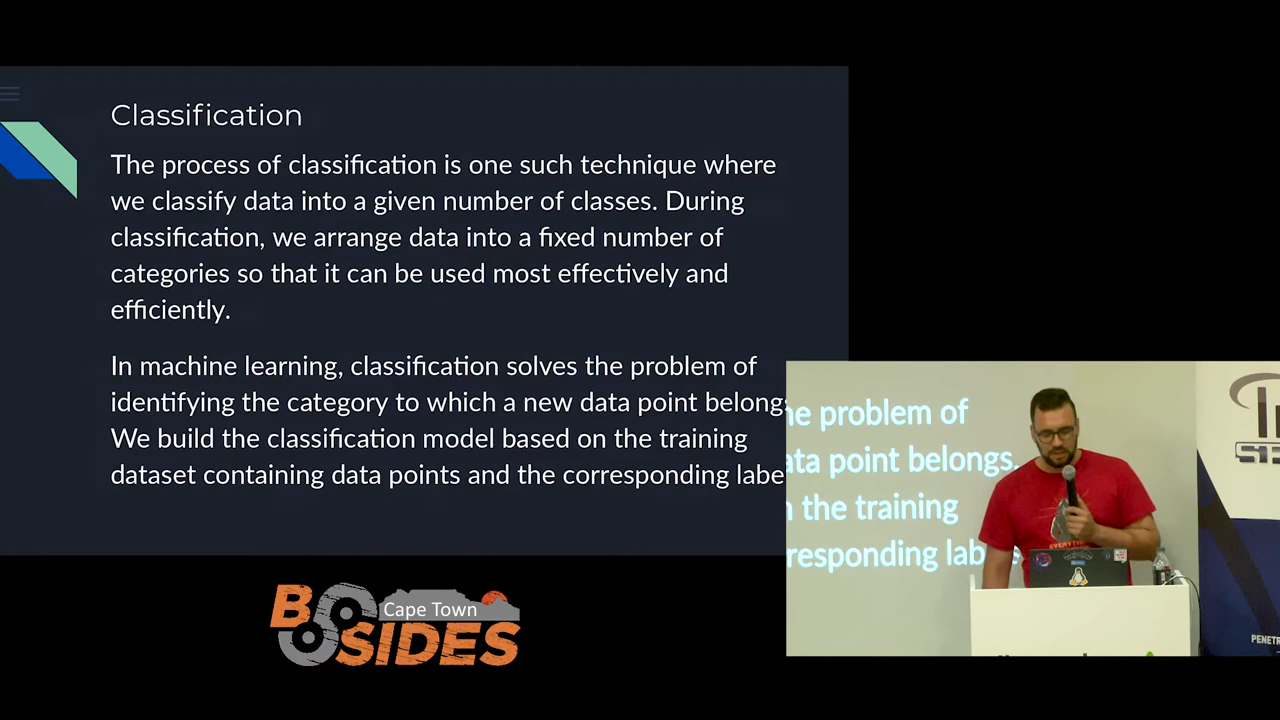 Classification
The process of classification is one such technique where
we classify data into a given number of classes. During
classification, we arrange data into a fixed number of
categories so that it can be used most effectively and
efficiently.
In machine learning, classification solves the problem of
identifying the category to which a new data point belongs
We build the classification model based on the training
dataset containing data points and the corresponding labe
he problem of
ata point belongs.
n the training
responding lab
BSIDES
Cape Town